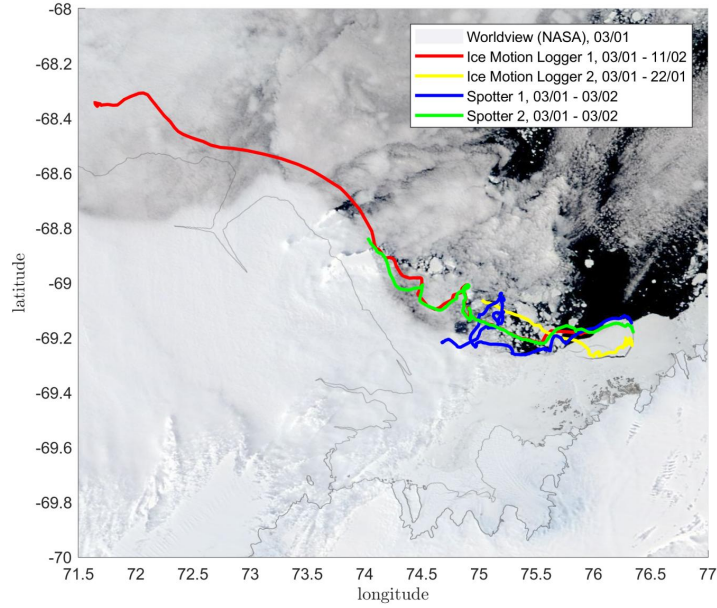 -68
-68.2
-68.4
-68.6
-68.8
-69
-69.2
-69.4
-69.6
-69.8
-70
latitude
Worldview (NASA), 03/01
Ice Motion Logger 1, 03/01 - 11/02
Ice Motion Logger 2, 03/01 - 22/01
Spotter 1, 03/01 - 03/02
Spotter 2, 03/01 - 03/02
71.5 72 72.5 73 73.5 74 74.5 75 75.5 76 76.5 77
longitude